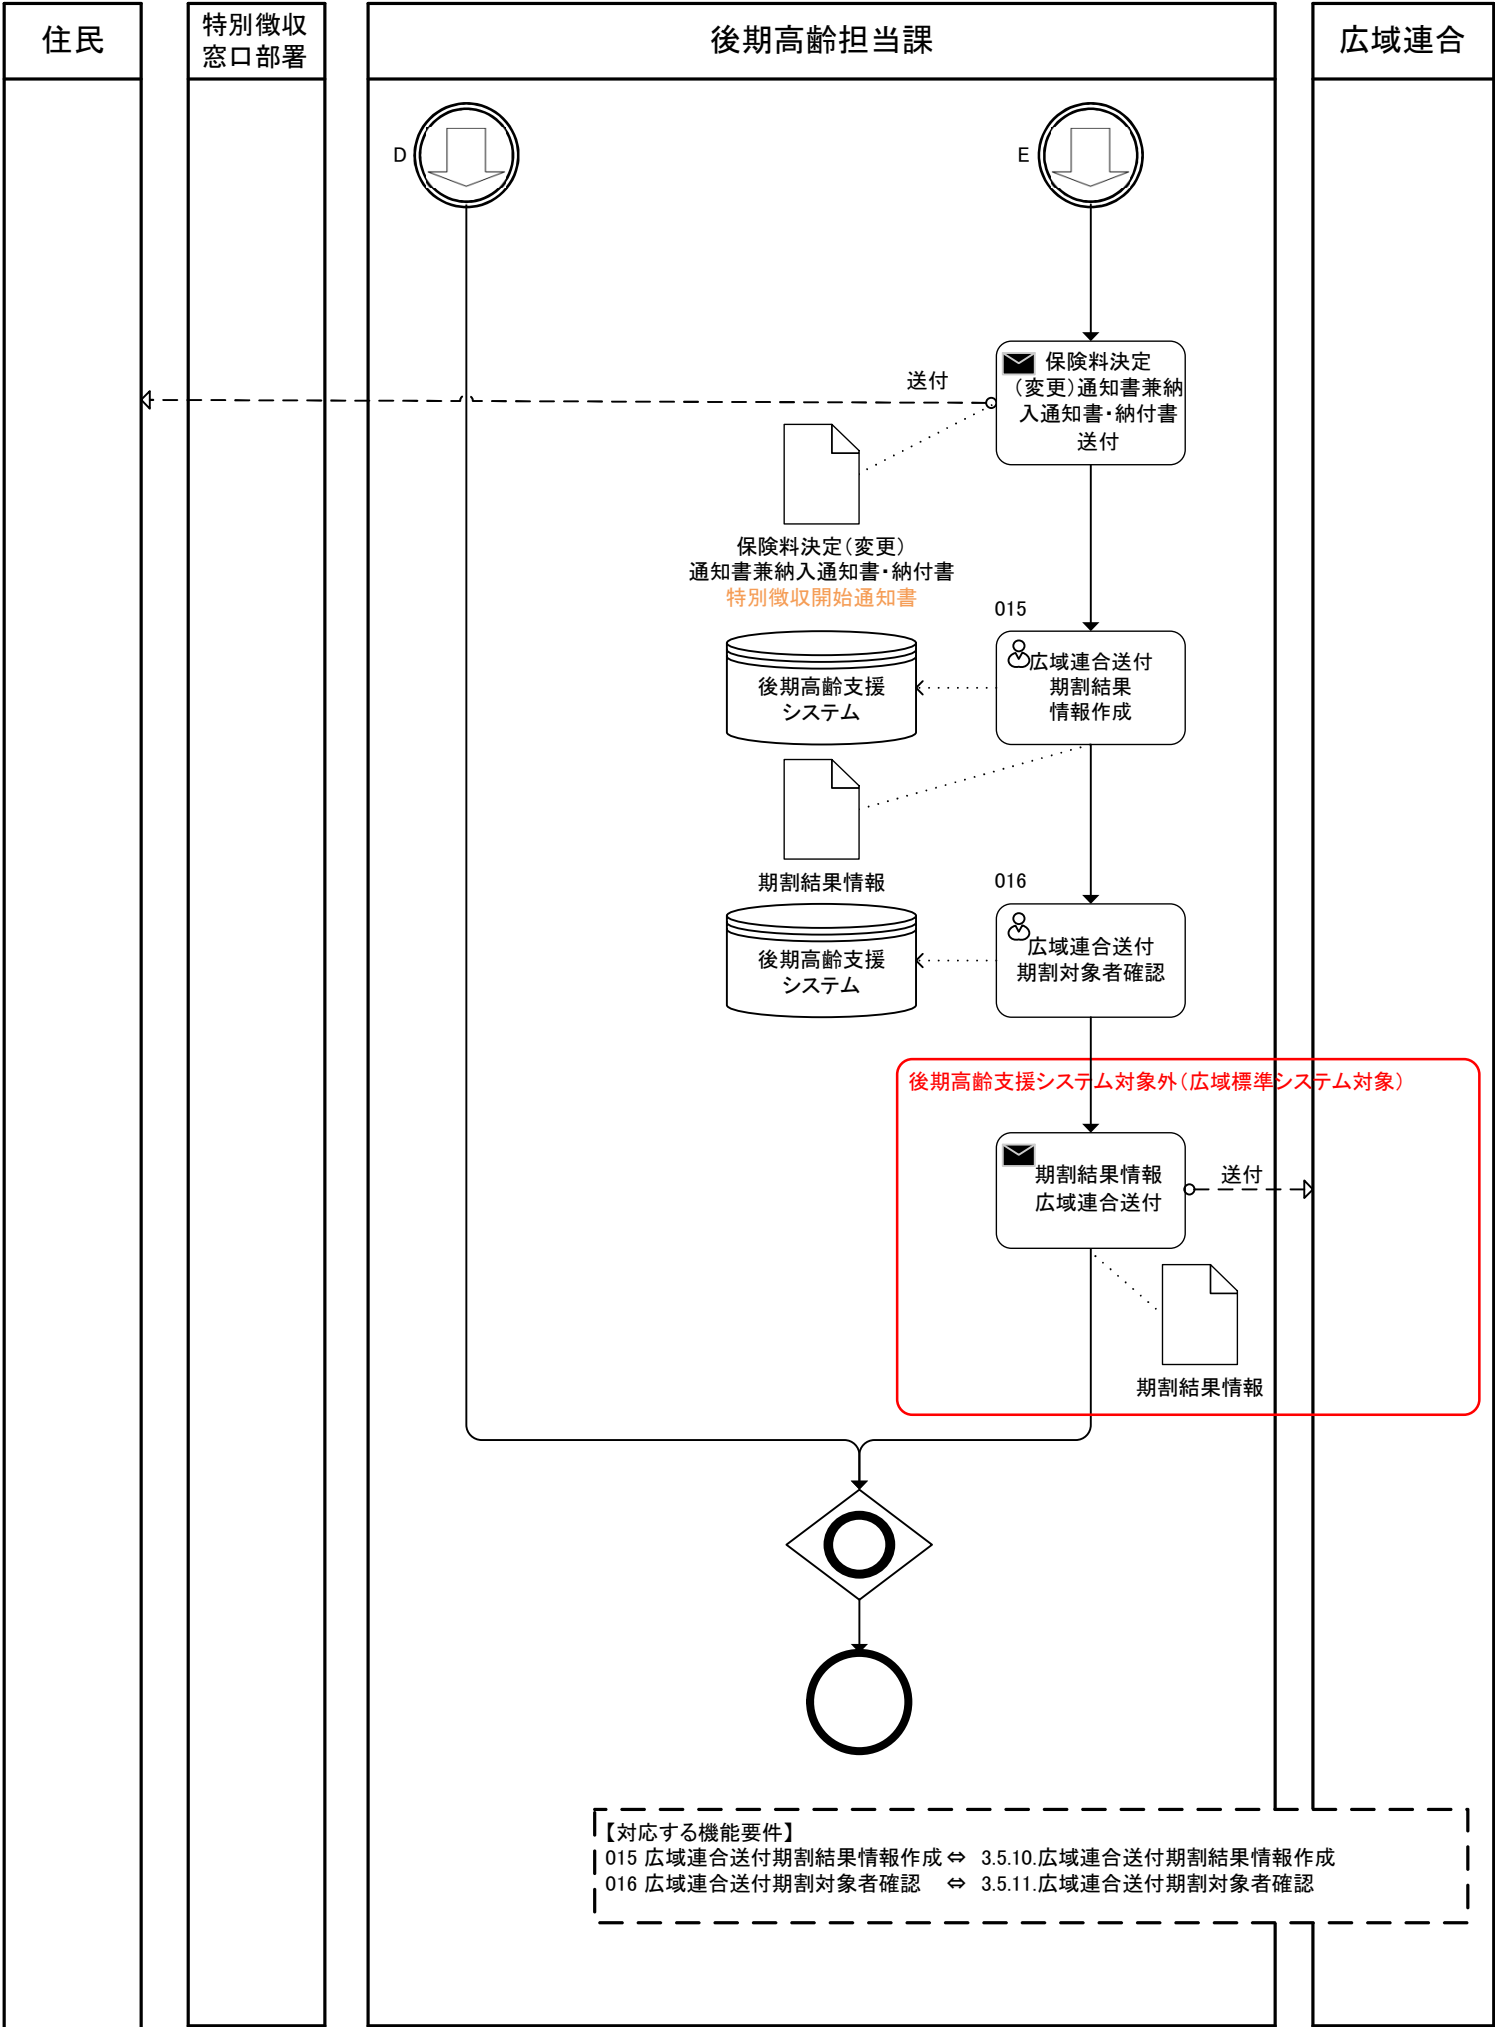 住民
特別徴収
窓口部署
後期高齢担当課
広域連合
D
E
送付
保険料決定
（変更）通知書兼納
入通知書・納付書
送付
保険料決定（変更）
通知書兼納入通知書・納付書
特別徴収開始通知書
015
広域連合送付
期割結果
情報作成
後期高齢支援
システム
期割結果情報
016
広域連合送付
期割対象者確認
後期高齢支援
システム
後期高齢支援システム対象外（広域標準システム対象）
期割結果情報
広域連合送付
送付
期割結果情報
【対応する機能要件】
015 広域連合送付期割結果情報作成 ⇔ 3.5.10.広域連合送付期割結果情報作成
016 広域連合送付期割対象者確認 ⇔ 3.5.11.広域連合送付期割対象者確認